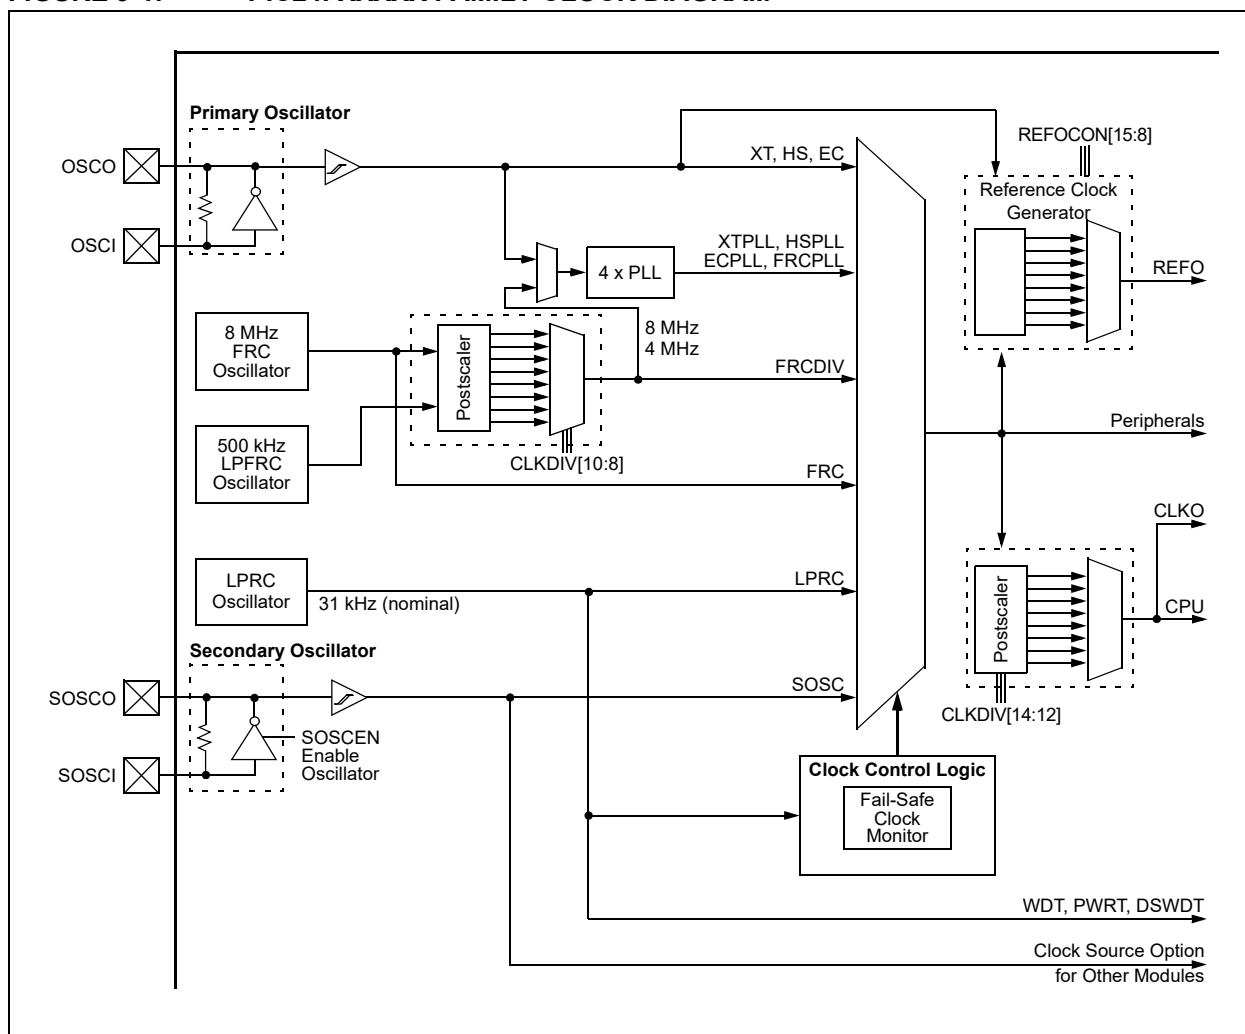 Primary Oscillator
OSCO
OSCI
XT, HS, EC
REFOCON[15:8]
Reference Clock
Generator
REFO
XTPLL, HSPLL
ECPLL, FRCPLL
4 x PLL
8 MHz
FRC
Oscillator
Postscaler
8 MHz
4 MHz
FRCDIV
Peripherals
500 kHz
LPFRC
Oscillator
CLKDIV[10:8]
FRC
CLKO
LPRC
Oscillator
31 kHz (nominal)
LPRC
Postscaler
CPU
CLKDIV[14:12]
Secondary Oscillator
SOSCO
SOSCI
SOSCEN
Enable
Oscillator
SOSC
Clock Control Logic
Fail-Safe
Clock
Monitor
WDT, PWRT, DSWDT
Clock Source Option
for Other Modules